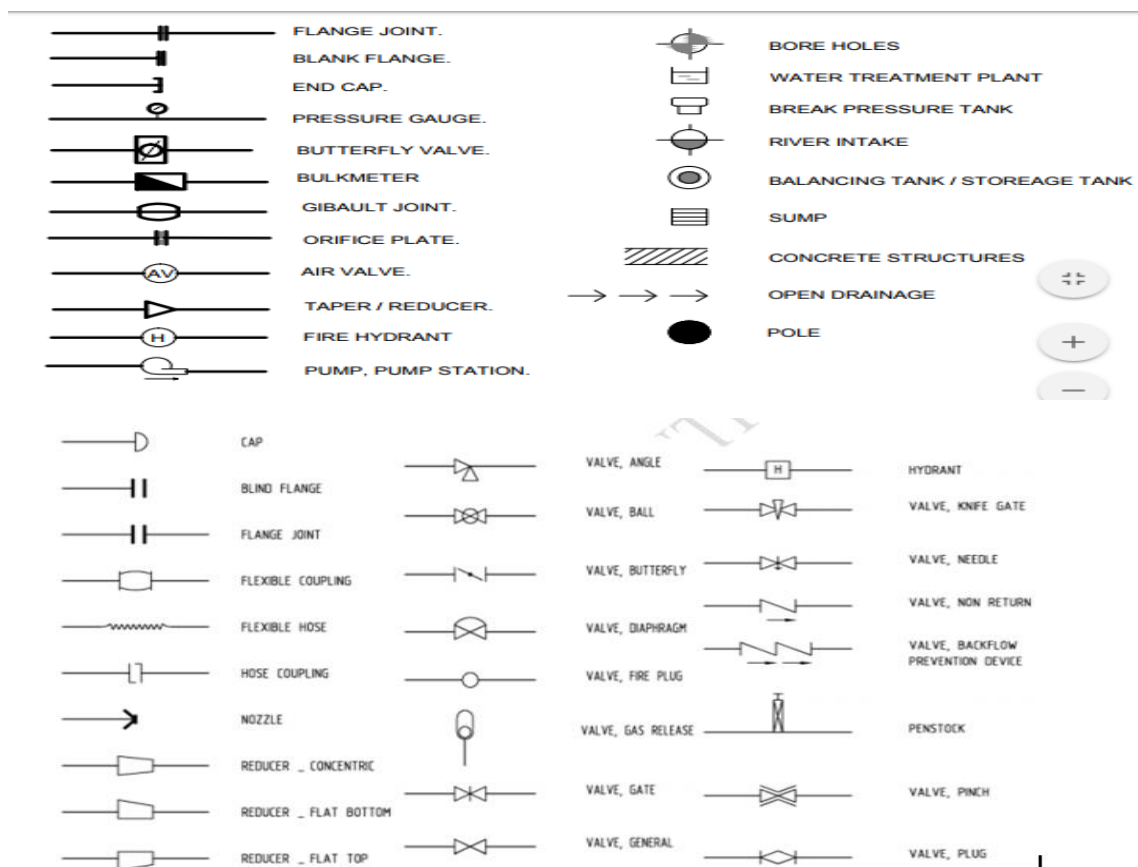 FLANGE JOINT.
BLANK FLANGE.
END CAP.
PRESSURE GAUGE.
BUTTERFLY VALVE.
BULKMETER
GIBAULT JOINT.
ORIFICE PLATE.
AV
AIR VALVE.
TAPER / REDUCER.
H
FIRE HYDRANT
PUMP, PUMP STATION.
BORE HOLES
WATER TREATMENT PLANT
BREAK PRESSURE TANK
RIVER INTAKE
BALANCING TANK / STOREAGE TANK
SUMP
CONCRETE STRUCTURES
OPEN DRAINAGE
POLE
CAP
BLIND FLANGE
FLANGE JOINT
FLEXIBLE COUPLING
FLEXIBLE HOSE
HOSE COUPLING
NOZZLE
REDUCER _ CONCENTRIC
REDUCER _ FLAT BOTTOM
REDUCER _ FLAT TOP
VALVE, ANGLE
VALVE, BALL
VALVE, BUTTERFLY
VALVE, DIAPHRAGM
VALVE, FIRE PLUG
VALVE, GAS RELEASE
VALVE, GATE
VALVE, GENERAL
H
HYDRANT
VALVE, KNIFE GATE
VALVE, NEEDLE
VALVE, NON RETURN
VALVE, BACKFLOW
PREVENTION DEVICE
PENSTOCK
VALVE, PINCH
VALVE, PLUG